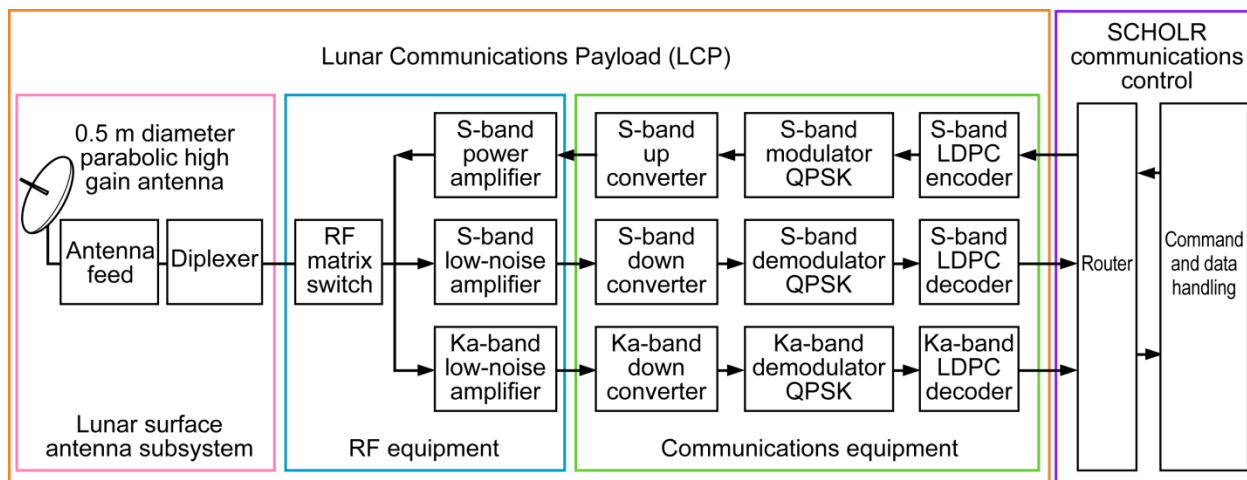 Lunar Communications Payload (LCP)
SCHOLR
communications
control
0.5 m diameter
parabolic high
gain antenna
Antenna
feed
Diplexer
Lunar surface
antenna subsystem
RF
matrix
switch
S-band
power
amplifier
S-band
low-noise
amplifier
Ka-band
low-noise
amplifier
RF equipment
S-band
up
converter
S-band
modulator
QPSK
S-band
LDPC
encoder
S-band
down
converter
S-band
demodulator
QPSK
S-band
LDPC
decoder
Ka-band
down
converter
Ka-band
demodulator
QPSK
Ka-band
LDPC
decoder
Communications equipment
Router
Command
and data
handling